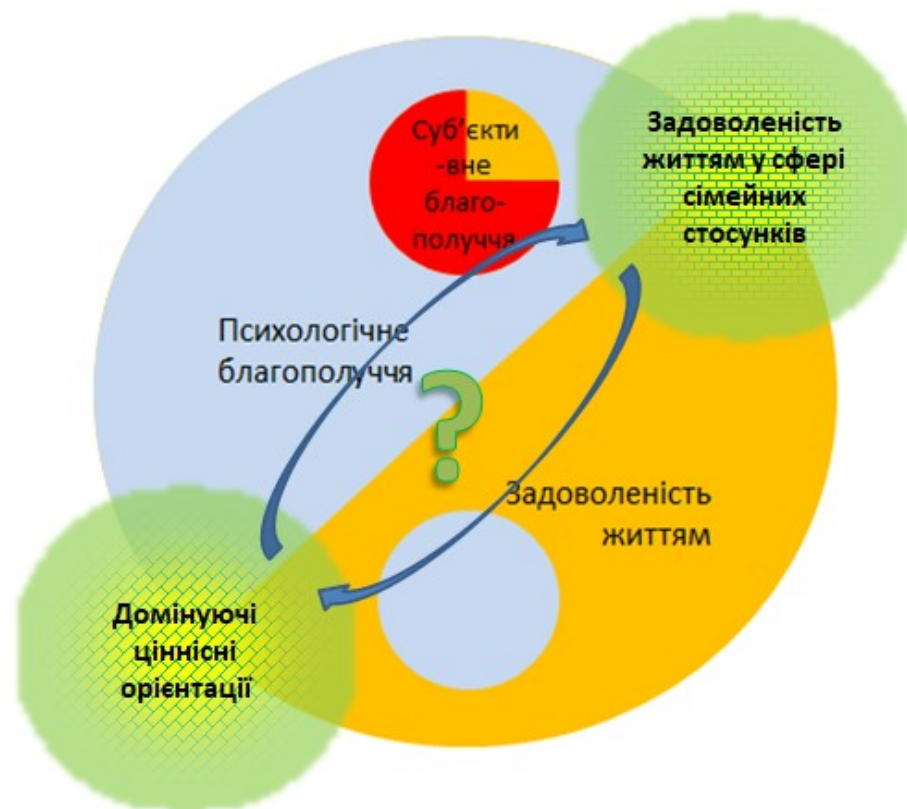 Суб’єкти
-вне
благо-
получчя
Задоволеність
життям у сфері
сімейних
стосунків
Психологічне
благополуччя
?
Задоволеність
життям
Домінуючі
ціннісні
орієнтації